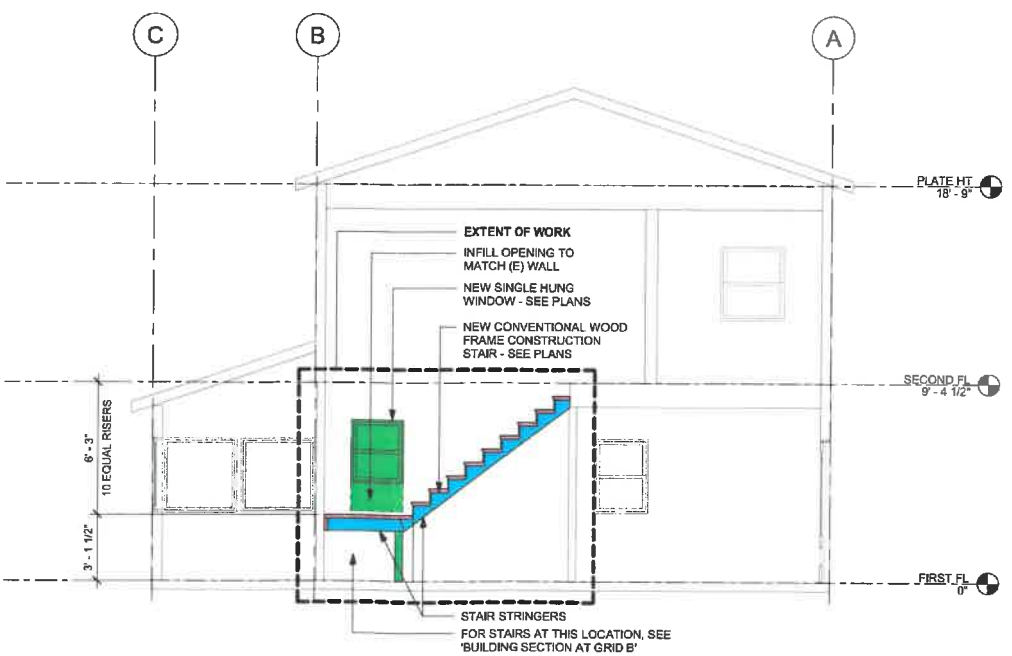 C
B
A
PLATE HT
18' - 9"
EXTENT OF WORK
INFILL OPENING TO
MATCH (E) WALL
NEW SINGLE HUNG
WINDOW - SEE PLANS
NEW CONVENTIONAL WOOD
FRAME CONSTRUCTION
STAIR - SEE PLANS
SECOND FL
9' - 4 1/2"
6' - 3"
10 EQUAL RISERS
3' - 1 1/2"
FIRST FL
0"
STAIR STRINGERS
FOR STAIRS AT THIS LOCATION, SEE
'BUILDING SECTION AT GRID B'